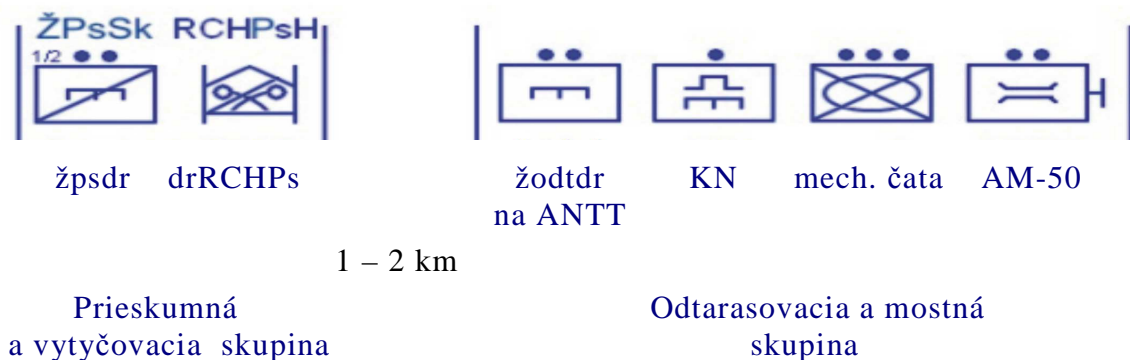 ŽPsSk RCHPsH
1/2
žpsdr drRCHPs žodtdr KN mech. čata AM-50
na ANTT
1 – 2 km
Prieskumná Odtarasovacia a mostná
a vytyčovacia skupina skupina